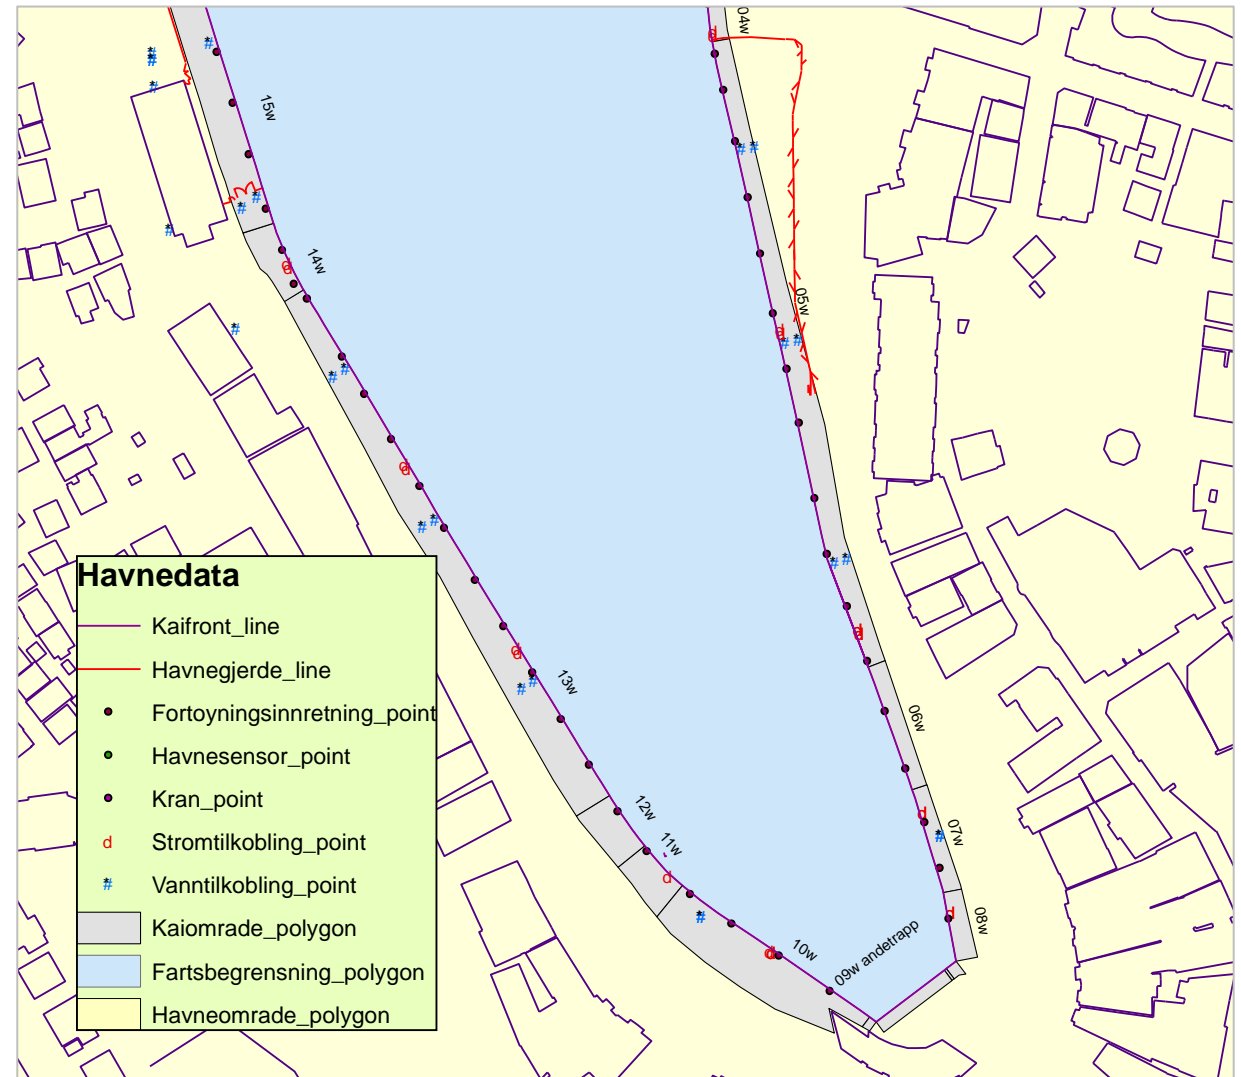 04w
15w
14w
05w
Havnedata
Kaifront_line
Havnegjerde_line
Fortoyningsinnretning_point
Havnesensor_point
Kran_point
d Stromtilkobling_point
# Vanntilkobling_point
Kaiomrade_polygon
Fartsbegrensning_polygon
Havneomrade_polygon
13w
06w
12w
11w
07w
08w
10w
09w andetrapp